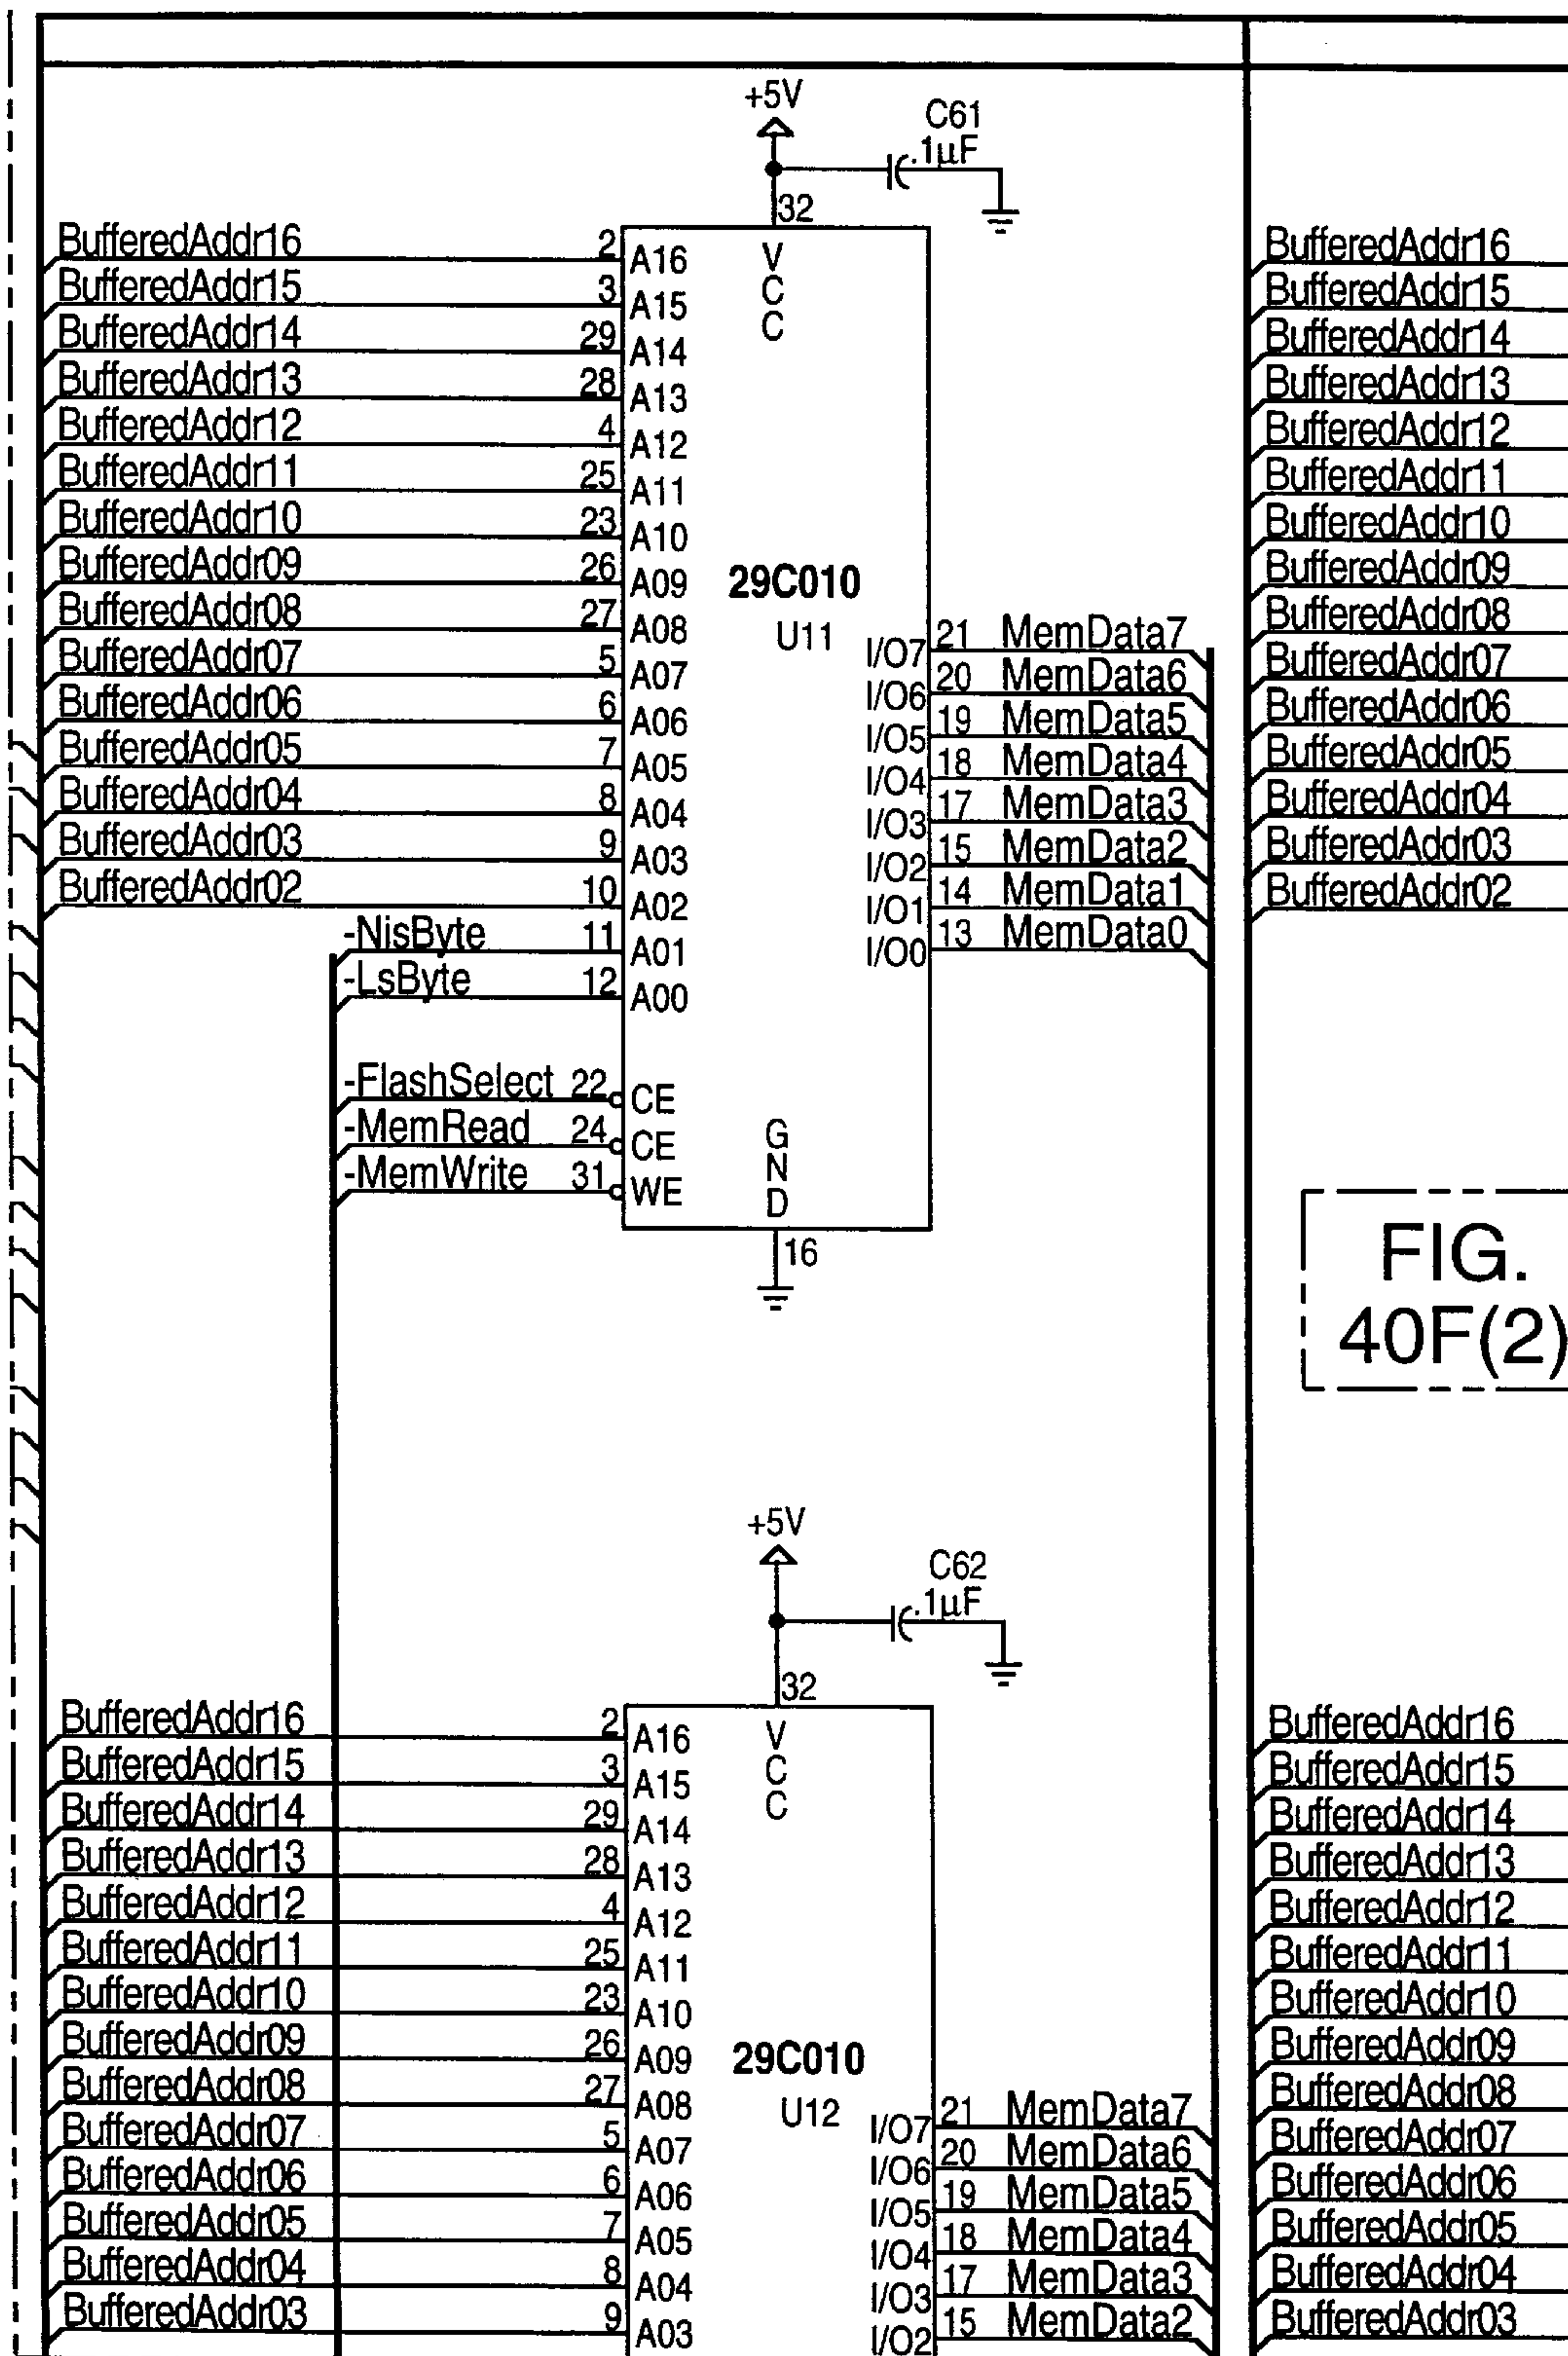 +5V
C61
.1µF
32
BufferedAddr16 2 A16
BufferedAddr15 3 A15
BufferedAddr14 29 A14
BufferedAddr13 28 A13
BufferedAddr12 4 A12
BufferedAddr11 25 A11
BufferedAddr10 23 A10
BufferedAddr09 26 A09
BufferedAddr08 27 A08
BufferedAddr07 5 A07
BufferedAddr06 6 A06
BufferedAddr05 7 A05
BufferedAddr04 8 A04
BufferedAddr03 9 A03
BufferedAddr02 10 A02
-NisByte 11 A01
-LsByte 12 A00
-FlashSelect 22 CE
-MemRead 24 CE
-MemWrite 31 WE
VCC
29C010
U11
I/O7 21 MemData7
I/O6 20 MemData6
I/O5 19 MemData5
I/O4 18 MemData4
I/O3 17 MemData3
I/O2 15 MemData2
I/O1 14 MemData1
I/O0 13 MemData0
GND
16
BufferedAddr16
BufferedAddr15
BufferedAddr14
BufferedAddr13
BufferedAddr12
BufferedAddr11
BufferedAddr10
BufferedAddr09
BufferedAddr08
BufferedAddr07
BufferedAddr06
BufferedAddr05
BufferedAddr04
BufferedAddr03
BufferedAddr02
FIG.
40F(2)
+5V
C62
.1µF
32
BufferedAddr16 2 A16
BufferedAddr15 3 A15
BufferedAddr14 29 A14
BufferedAddr13 28 A13
BufferedAddr12 4 A12
BufferedAddr11 25 A11
BufferedAddr10 23 A10
BufferedAddr09 26 A09
BufferedAddr08 27 A08
BufferedAddr07 5 A07
BufferedAddr06 6 A06
BufferedAddr05 7 A05
BufferedAddr04 8 A04
BufferedAddr03 9 A03
VCC
29C010
U12
I/O7 21 MemData7
I/O6 20 MemData6
I/O5 19 MemData5
I/O4 18 MemData4
I/O3 17 MemData3
I/O2 15 MemData2
BufferedAddr16
BufferedAddr15
BufferedAddr14
BufferedAddr13
BufferedAddr12
BufferedAddr11
BufferedAddr10
BufferedAddr09
BufferedAddr08
BufferedAddr07
BufferedAddr06
BufferedAddr05
BufferedAddr04
BufferedAddr03